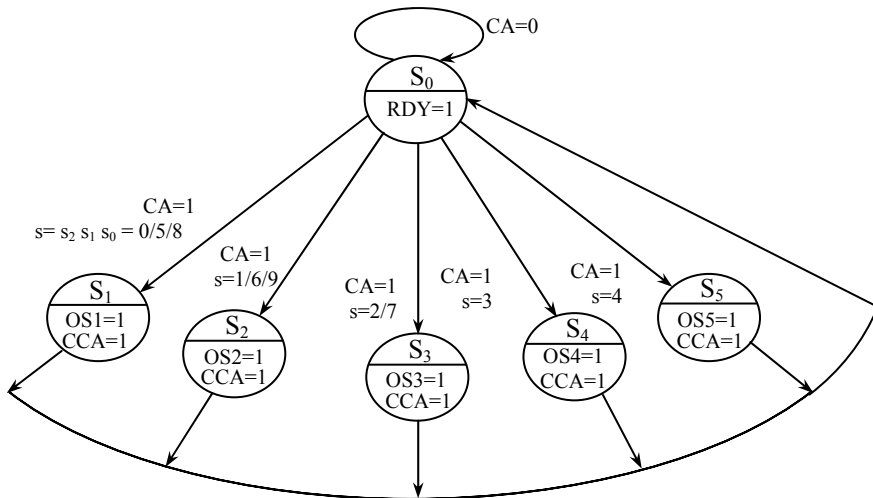 CA=0
S₀
RDY=1
CA=1
s= s₂ s₁ s₀ = 0/5/8
CA=1
s=1/6/9
CA=1
s=2/7
CA=1
s=3
CA=1
s=4
S₁
OS1=1
CCA=1
S₂
OS2=1
CCA=1
S₃
OS3=1
CCA=1
S₄
OS4=1
CCA=1
S₅
OS5=1
CCA=1